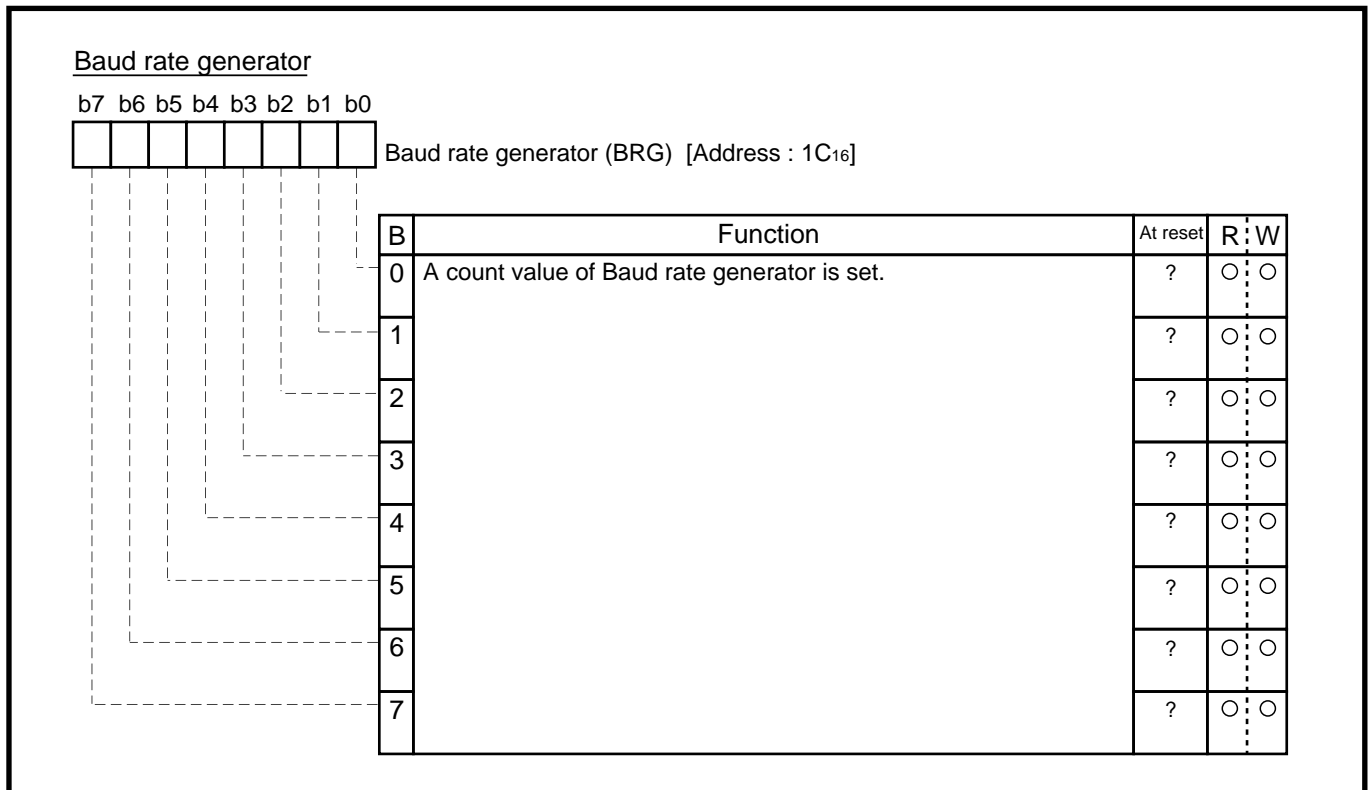 Baud rate generator
b7 b6 b5 b4 b3 b2 b1 b0
Baud rate generator (BRG) [Address : 1C16]
B Function At reset R W
0 A count value of Baud rate generator is set. ? ○ ○
1 ? ○ ○
2 ? ○ ○
3 ? ○ ○
4 ? ○ ○
5 ? ○ ○
6 ? ○ ○
7 ? ○ ○